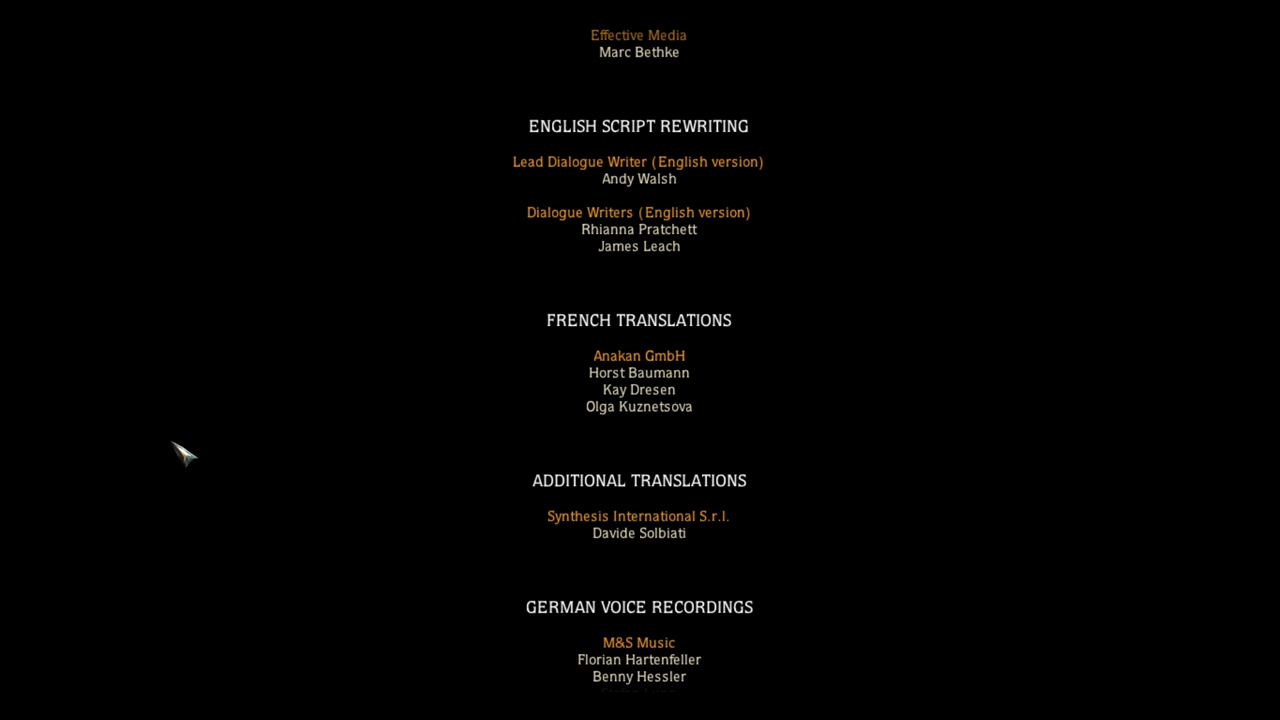 Effective Media
Marc Bethke
ENGLISH SCRIPT REWRITING
Lead Dialogue Writer (English version)
Andy Walsh
Dialogue Writers (English version)
Rhianna Pratchett
James Leach
FRENCH TRANSLATIONS
Anakan GmbH
Horst Baumann
Kay Dresen
Olga Kuznetsova
ADDITIONAL TRANSLATIONS
Synthesis International S.r.l.
Davide Solbiati
GERMAN VOICE RECORDINGS
M&S Music
Florian Hartenfeller
Benny Hessler